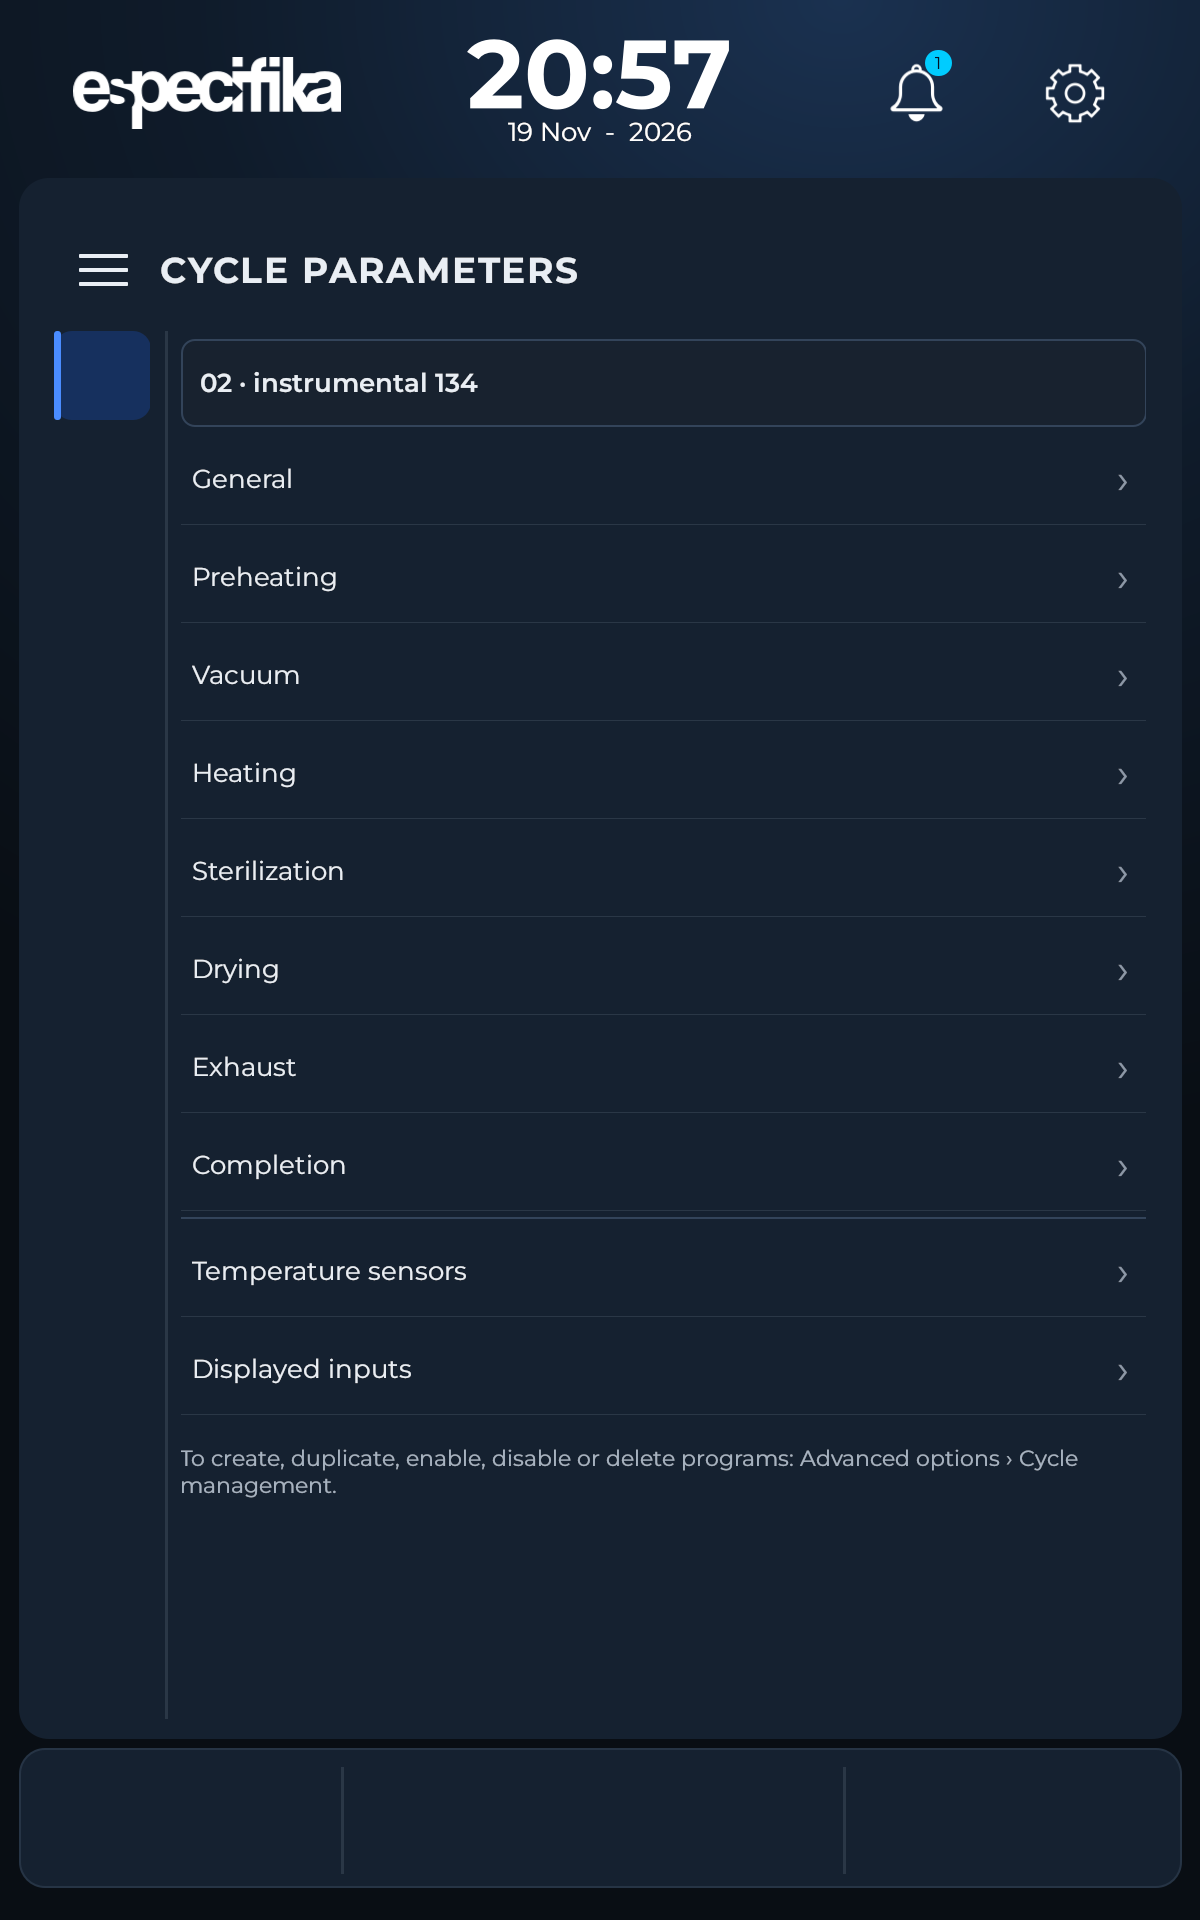 especifika
20:57
19 Nov - 2026
1
CYCLE PARAMETERS
02 · instrumental 134
General
Preheating
Vacuum
Heating
Sterilization
Drying
Exhaust
Completion
Temperature sensors
Displayed inputs
To create, duplicate, enable, disable or delete programs: Advanced options › Cycle
management.